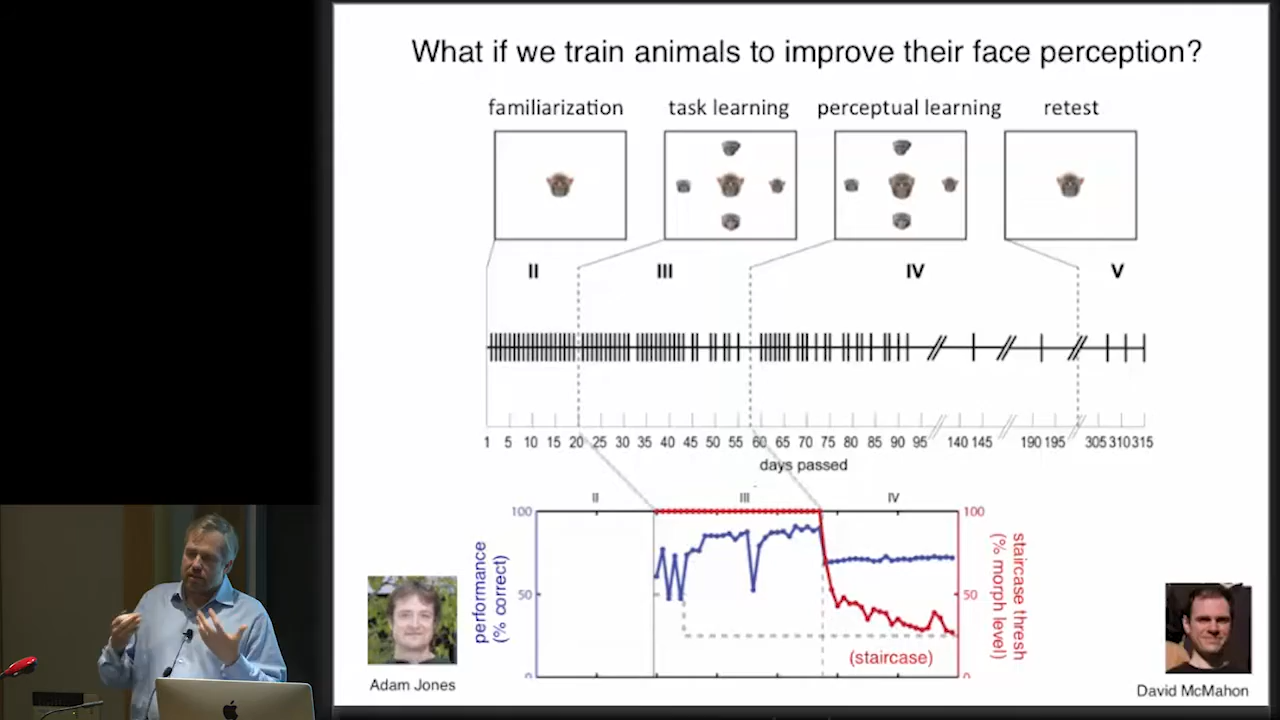 What if we train animals to improve their face perception?
familiarization task learning perceptual learning retest
II III IV V
1 5 10 15 20 25 30 35 40 45 50 55 60 65 70 75 80 85 90 95 140 145 190 195 305 310 315
days passed
II III IV
100 100
performance
(% correct)
staircase thresh
(% morph level)
50 50
(staircase)
0 0
Adam Jones
David McMahon